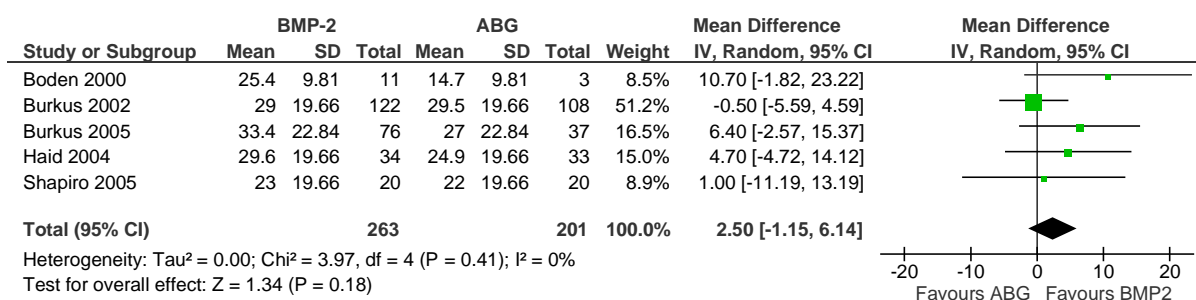 BMP-2 ABG Mean Difference Mean Difference
Study or Subgroup Mean SD Total Mean SD Total Weight IV, Random, 95% CI IV, Random, 95% CI
Boden 2000 25.4 9.81 11 14.7 9.81 3 8.5% 10.70 [-1.82, 23.22]
Burkus 2002 29 19.66 122 29.5 19.66 108 51.2% -0.50 [-5.59, 4.59]
Burkus 2005 33.4 22.84 76 27 22.84 37 16.5% 6.40 [-2.57, 15.37]
Haid 2004 29.6 19.66 34 24.9 19.66 33 15.0% 4.70 [-4.72, 14.12]
Shapiro 2005 23 19.66 20 22 19.66 20 8.9% 1.00 [-11.19, 13.19]
Total (95% CI) 263 201 100.0% 2.50 [-1.15, 6.14]
Heterogeneity: Tau² = 0.00; Chi² = 3.97, df = 4 (P = 0.41); I² = 0%
Test for overall effect: Z = 1.34 (P = 0.18)
-20 -10 0 10 20
Favours ABG Favours BMP2